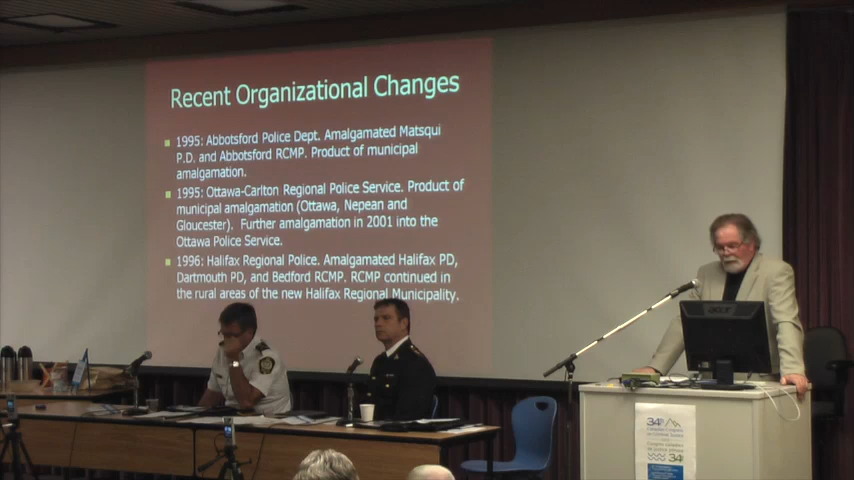 Recent Organizational Changes
1995: Abbotsford Police Dept. Amalgamated Matsqui
P.D. and Abbotsford RCMP. Product of municipal
amalgamation.
1995: Ottawa-Carlton Regional Police Service. Product of
municipal amalgamation (Ottawa, Nepean and
Gloucester). Further amalgamation in 2001 into the
Ottawa Police Service.
1996: Halifax Regional Police. Amalgamated Halifax PD,
Dartmouth PD, and Bedford RCMP. RCMP continued in
the rural areas of the new Halifax Regional Municipality.
acer
34
34